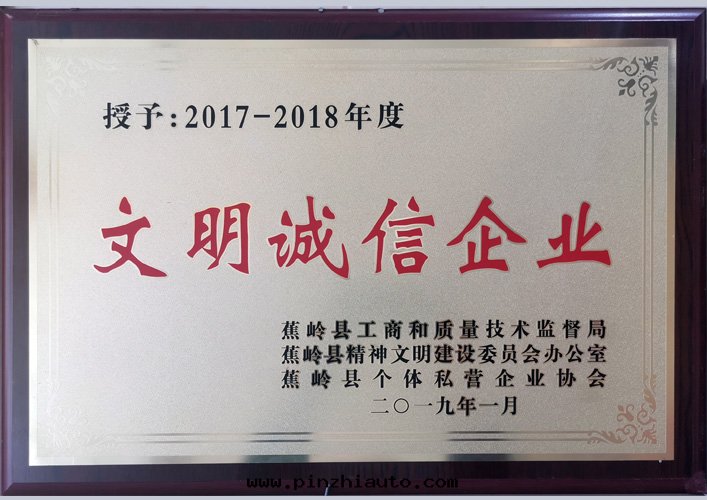 授予:2017-2018年度
文明诚信企业
蕉岭县工商和质量技术监督局
蕉岭县精神文明建设委员会办公室
蕉岭县个体私营企业协会
二〇一九年一月
www.pinzhiauto.com